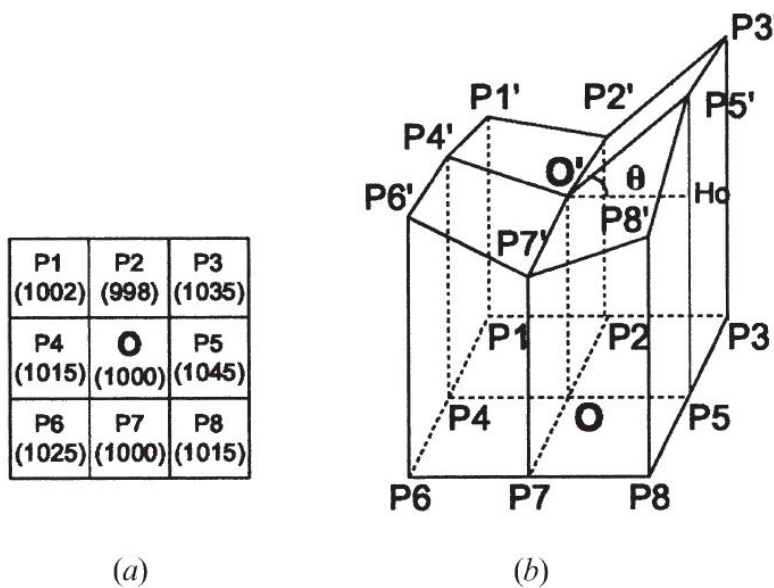 P1 P2 P3
(1002) (998) (1035)
P4 O P5
(1015) (1000) (1045)
P6 P7 P8
(1025) (1000) (1015)
(a)
P3'
P1' P2' P5'
P4'
O' θ
P6' Ho
P8'
P7'
P1 P2 P3
P4 O P5
P6 P7 P8
(b)